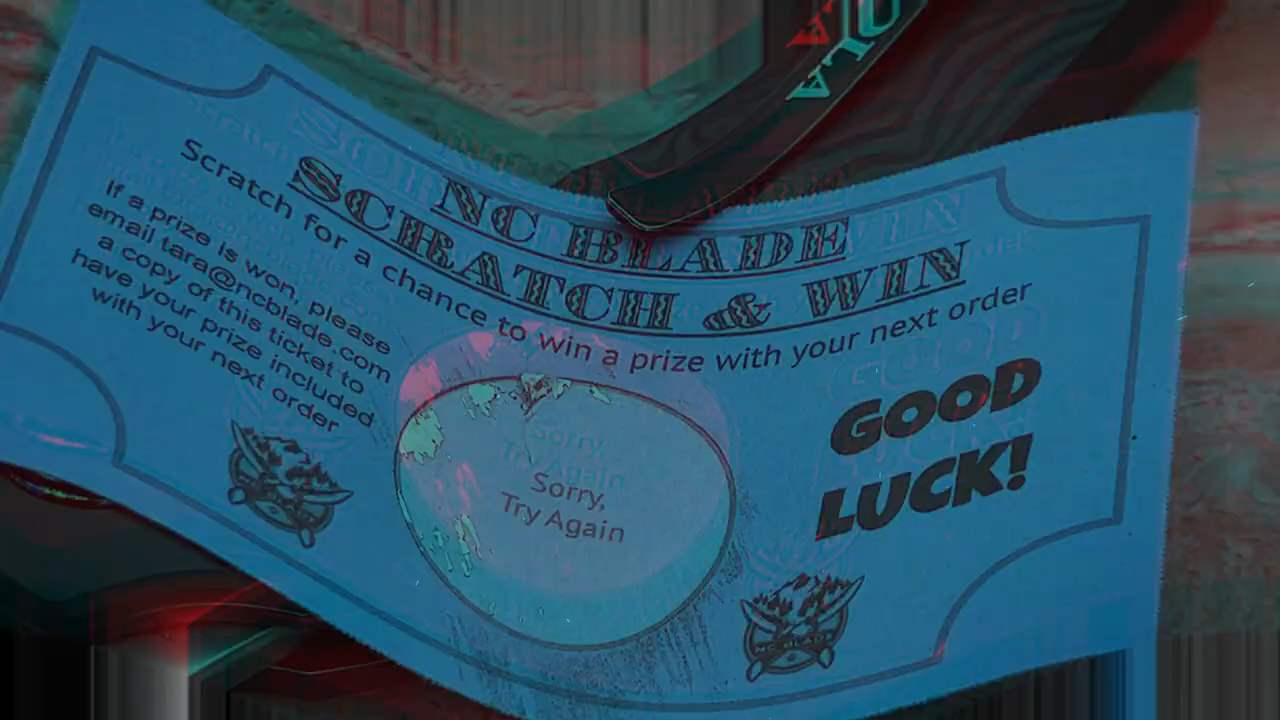 NC BLADE
SCRATCH & WIN
Scratch for a chance to win a prize with your next order
If a prize is won, please
email tara@ncblade.com
a copy of this ticket to
have your prize included
with your next order
Sorry,
Try Again
GOOD
LUCK!